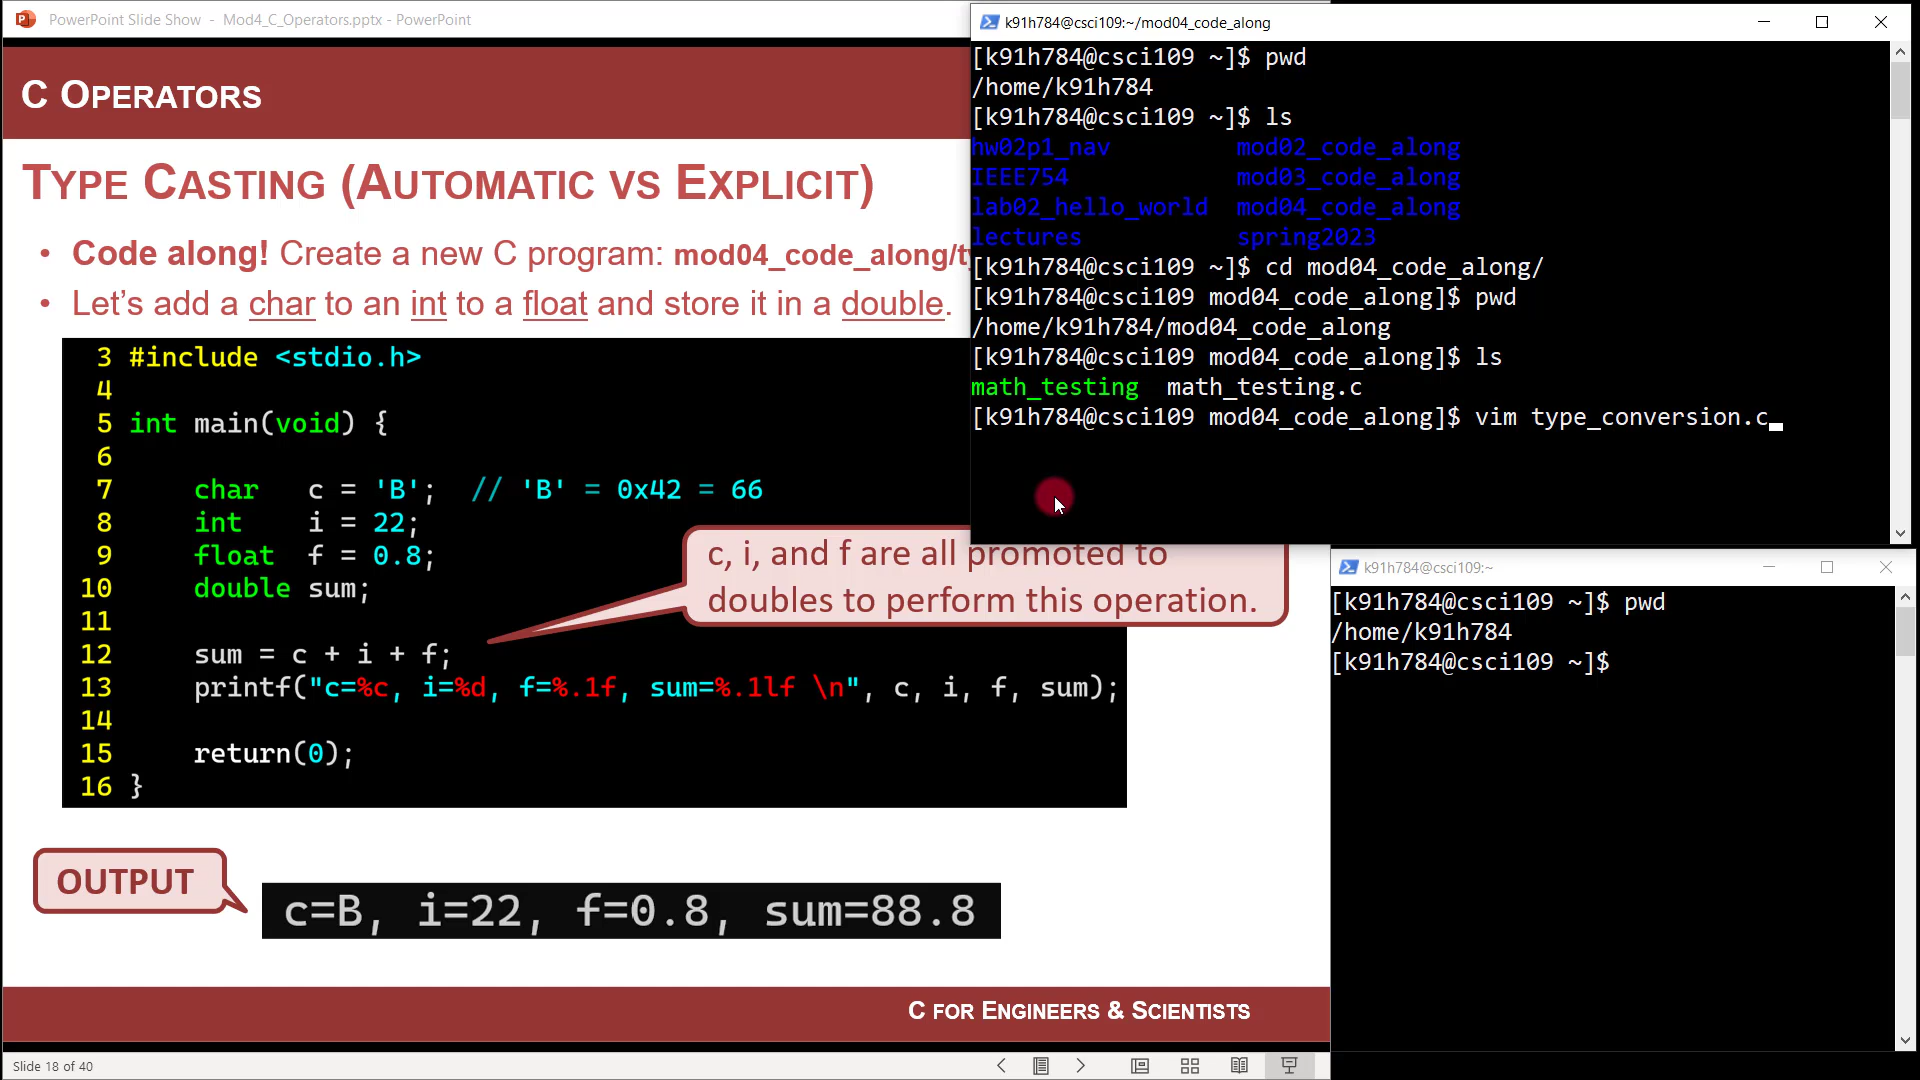 PowerPoint Slide Show - Mod4_C_Operators.pptx - PowerPoint
C OPERATORS
TYPE CASTING (AUTOMATIC VS EXPLICIT)
• Code along! Create a new C program: mod04_code_along/ty
• Let's add a char to an int to a float and store it in a double.
3 #include <stdio.h>
4
5 int main(void) {
6
7 char c = 'B'; // 'B' = 0x42 = 66
8 int i = 22;
9 float f = 0.8;
10 double sum;
11
12 sum = c + i + f;
13 printf("c=%c, i=%d, f=%.1f, sum=%.1lf \n", c, i, f, sum);
14
15 return(0);
16 }
c, i, and f are all promoted to
doubles to perform this operation.
OUTPUT
c=B, i=22, f=0.8, sum=88.8
C FOR ENGINEERS & SCIENTISTS
Slide 18 of 40
k91h784@csci109:~/mod04_code_along
[k91h784@csci109 ~]$ pwd
/home/k91h784
[k91h784@csci109 ~]$ ls
hw02p1_nav mod02_code_along
IEEE754 mod03_code_along
lab02_hello_world mod04_code_along
lectures spring2023
[k91h784@csci109 ~]$ cd mod04_code_along/
[k91h784@csci109 mod04_code_along]$ pwd
/home/k91h784/mod04_code_along
[k91h784@csci109 mod04_code_along]$ ls
math_testing math_testing.c
[k91h784@csci109 mod04_code_along]$ vim type_conversion.c
k91h784@csci109:~
[k91h784@csci109 ~]$ pwd
/home/k91h784
[k91h784@csci109 ~]$